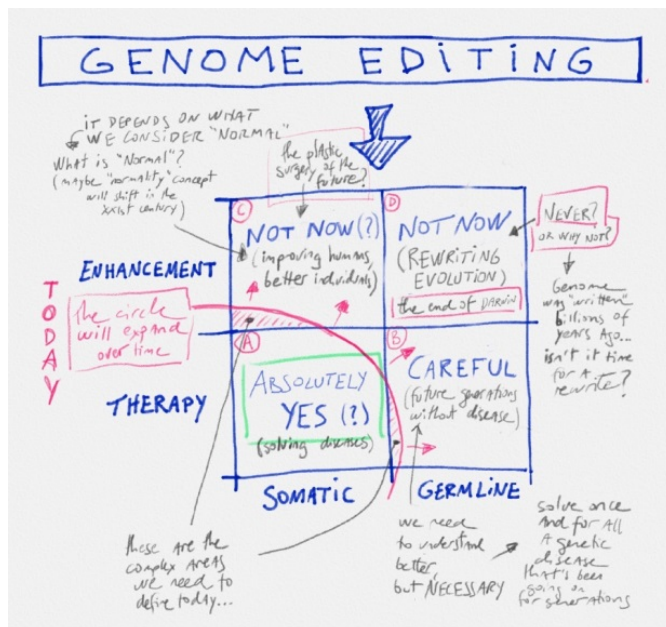 GENOME EDITING
IT DEPENDS ON WHAT
WE CONSIDER "NORMAL"
What is "Normal"?
(maybe "normality" concept
will shift in the
XXIst century)
the plastic
surgery of the
future?
C
NOT NOW (?)
(improving humans,
better individuals)
D
NOT NOW
(REWRITING
EVOLUTION)
the end of DARWIN
NEVER?
OR WHY NOT?
Genome
was "written"
billions of
years ago...
isn't it time
for a
rewrite?
ENHANCEMENT
TODAY
the circle
will expand
over time
THERAPY
A
ABSOLUTELY
YES (?)
(solving diseases)
B
CAREFUL
(future generations
without disease)
SOMATIC
GERMLINE
these are the
complex areas
we need to
define today...
we need
to understand
better,
but NECESSARY
solve once
and for all
a genetic
disease
that's been
going on
for generations